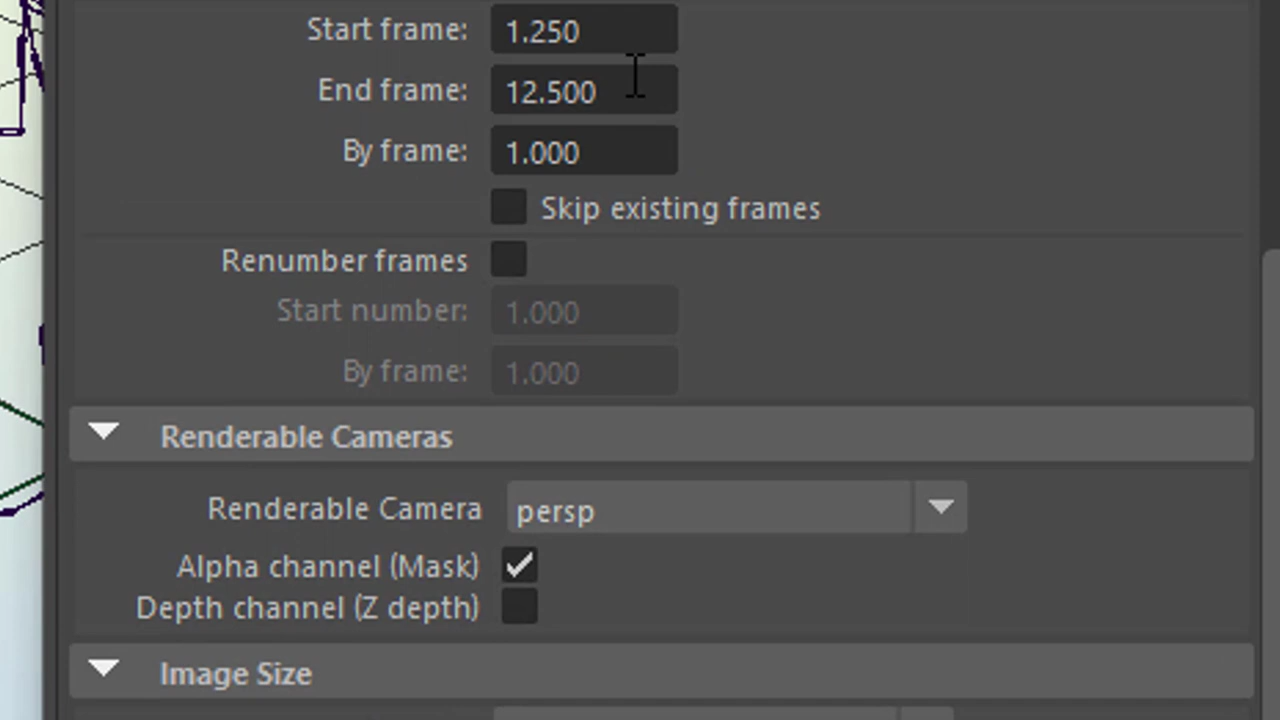 Start frame: 1.250
End frame: 12.500
By frame: 1.000
Skip existing frames
Renumber frames
Start number: 1.000
By frame: 1.000
Renderable Cameras
Renderable Camera persp
Alpha channel (Mask)
Depth channel (Z depth)
Image Size